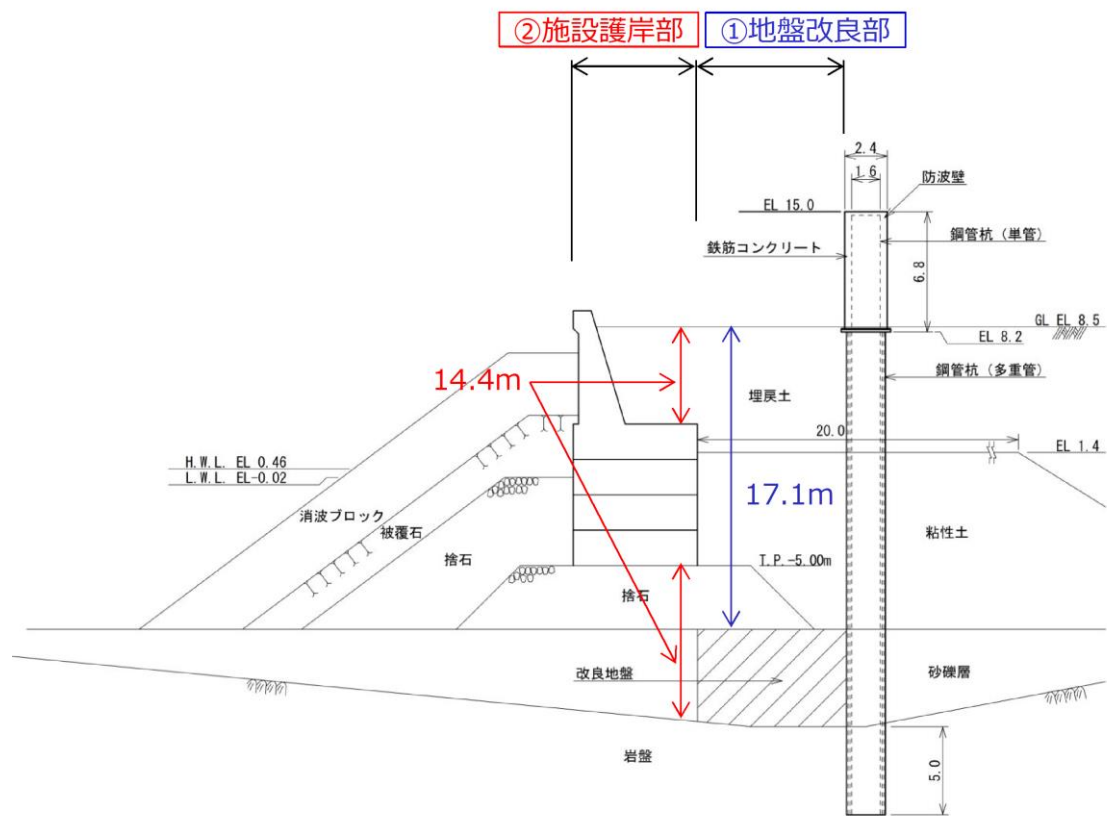 ②施設護岸部
①地盤改良部
2.4
1.6
防波壁
EL 15.0
鋼管杭（単管）
鉄筋コンクリート
6.8
GL EL 8.5
EL 8.2
14.4m
鋼管杭（多重管）
埋戻土
20.0
EL 1.4
H.W.L. EL 0.46
L.W.L. EL-0.02
17.1m
消波ブロック
被覆石
粘性土
捨石
T.P.-5.00m
捨石
改良地盤
砂礫層
岩盤
5.0